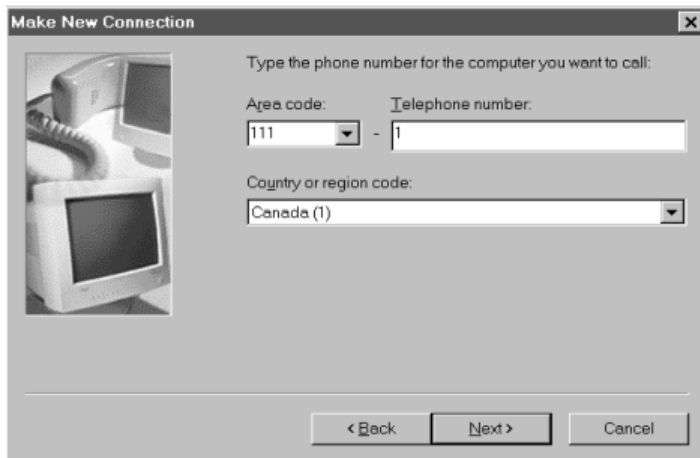 Make New Connection
Type the phone number for the computer you want to call:
Area code: Telephone number:
111 - 1
Country or region code:
Canada (1)
< Back Next > Cancel